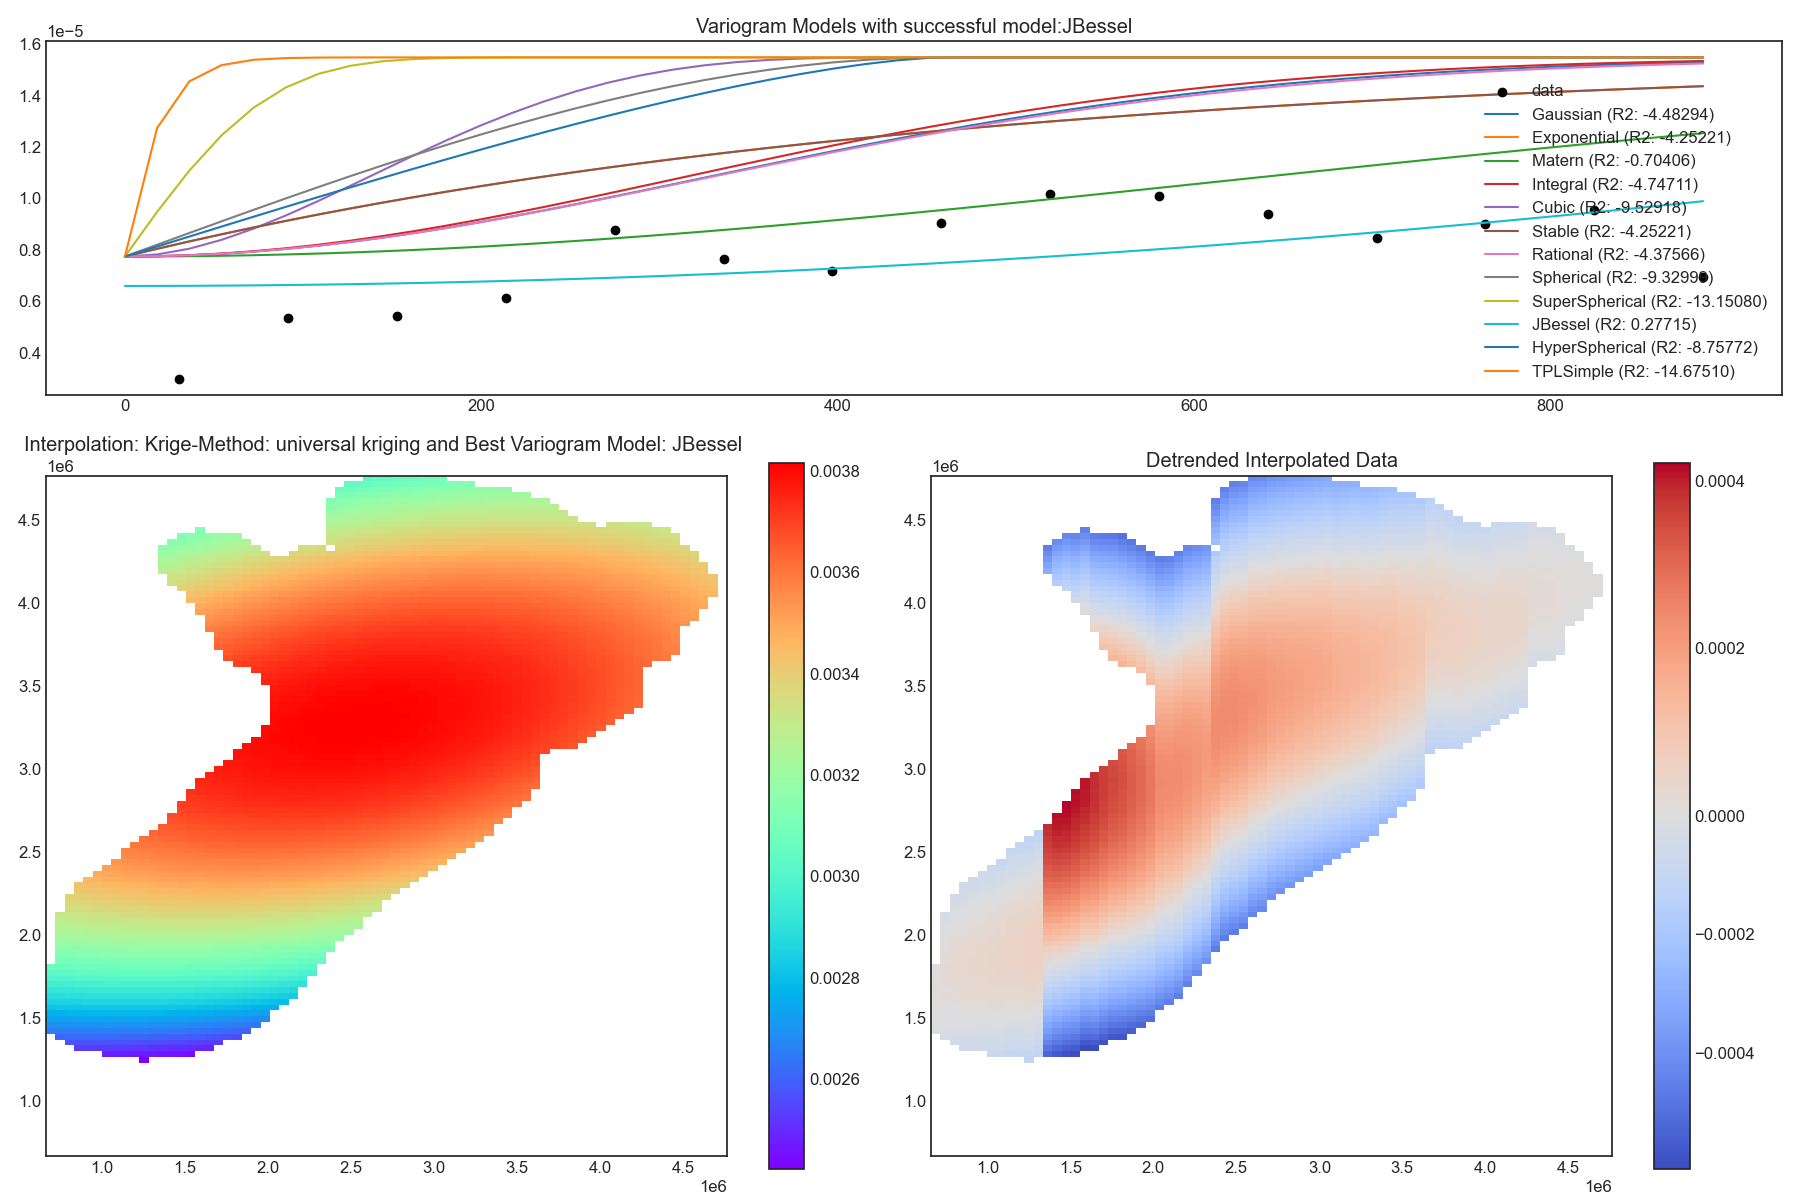 Variogram Models with successful model:JBessel
1e−5
1.6
1.4
1.2
1.0
0.8
0.6
0.4
0
200
400
600
800
data
Gaussian (R2: -4.48294)
Exponential (R2: -4.25221)
Matern (R2: -0.70406)
Integral (R2: -4.74711)
Cubic (R2: -9.52918)
Stable (R2: -4.25221)
Rational (R2: -4.37566)
Spherical (R2:
SuperSpherical (R2: -13.15080)
JBessel (R2: 0.27715)
HyperSpherical (R2: -8.75772)
TPLSimple (R2: -14.67510)
Interpolation: Krige-Method: universal kriging and Best Variogram Model: JBessel
1e6
4.5
4.0
3.5
3.0
2.5
2.0
1.5
1.0
1.0
1.5
2.0
2.5
3.0
3.5
4.0
4.5
1e6
0.0038
0.0036
0.0034
0.0032
0.0030
0.0028
0.0026
Detrended Interpolated Data
1e6
4.5
4.0
3.5
3.0
2.5
2.0
1.5
1.0
1.0
1.5
2.0
2.5
3.0
3.5
4.0
4.5
1e6
0.0004
0.0002
0.0000
−0.0002
−0.0004